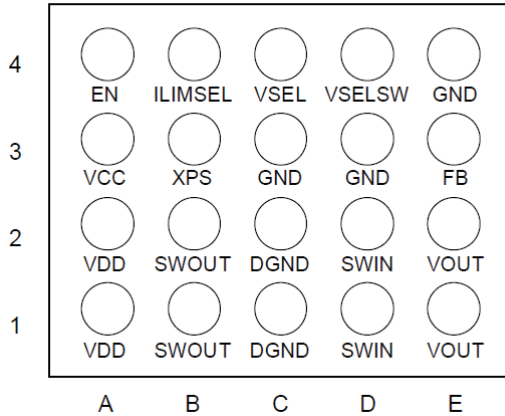 4
EN ILIMSEL VSEL VSELSW GND
3
VCC XPS GND GND FB
2
VDD SWOUT DGND SWIN VOUT
1
VDD SWOUT DGND SWIN VOUT
A B C D E